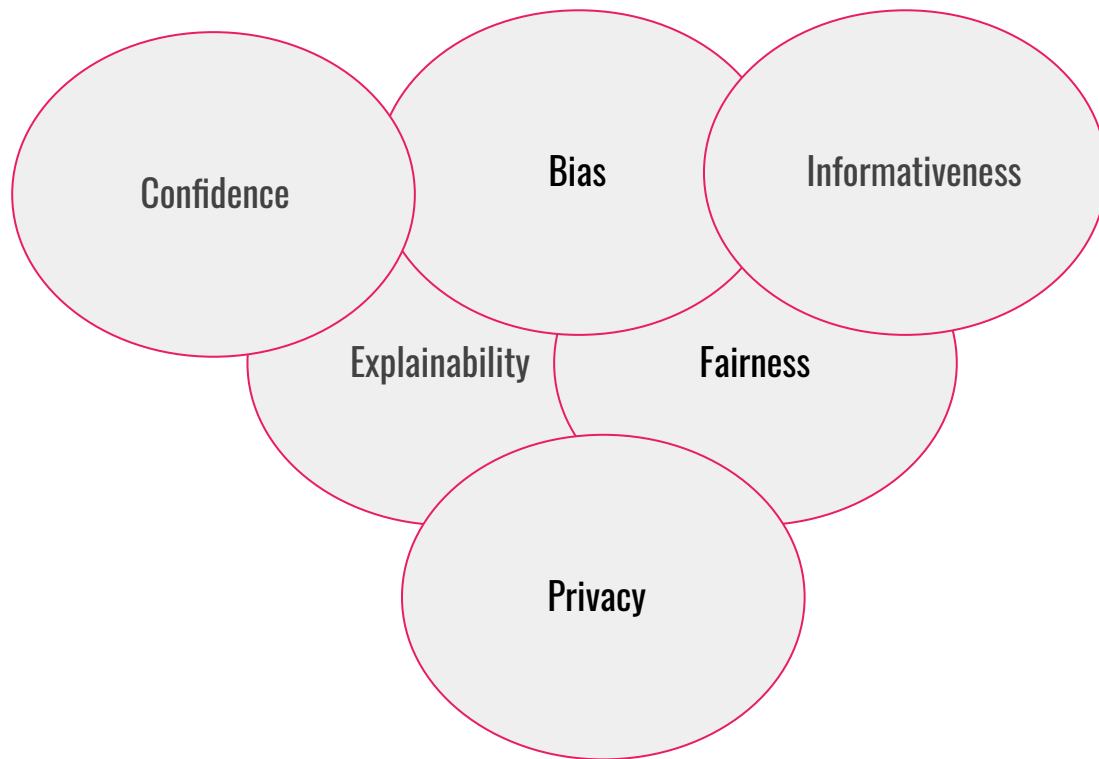 Confidence
Bias
Informativeness
Explainability
Fairness
Privacy